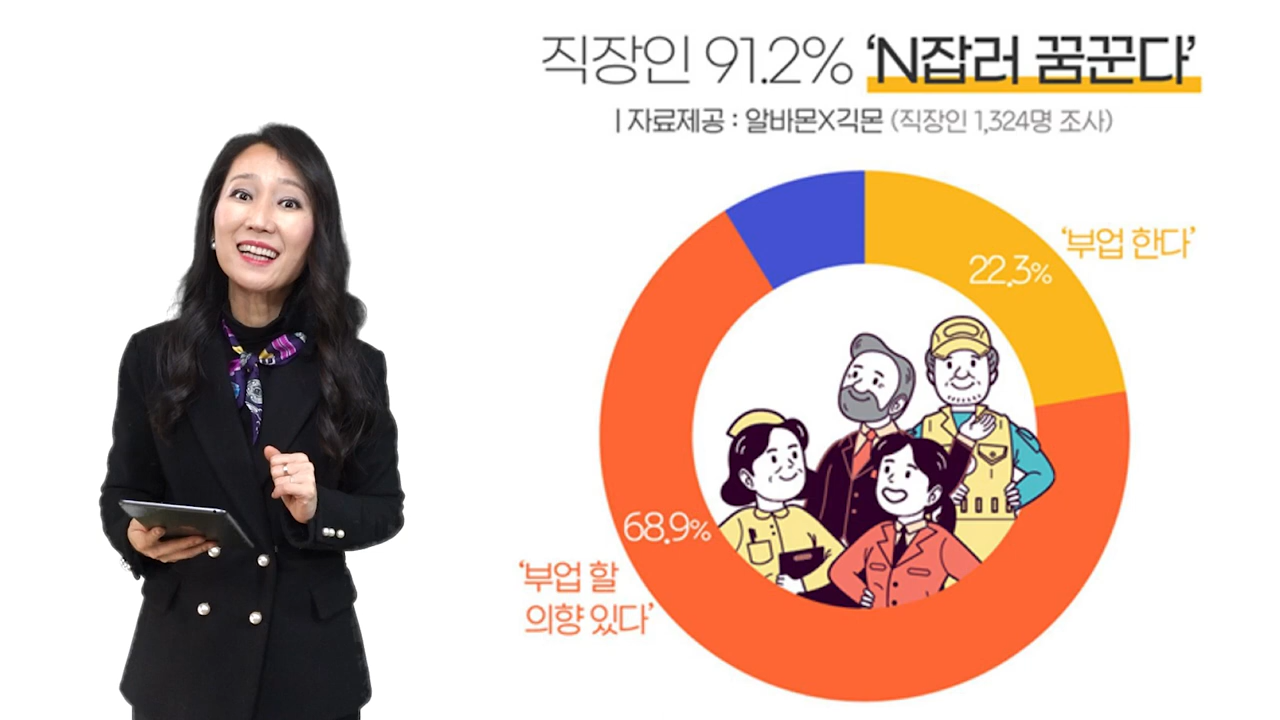 직장인 91.2% ‘N잡러 꿈꾼다’
| 자료제공 : 알바몬X긱몬 (직장인 1,324명 조사)
‘부업 한다’
22.3%
68.9%
‘부업 할
의향 있다’